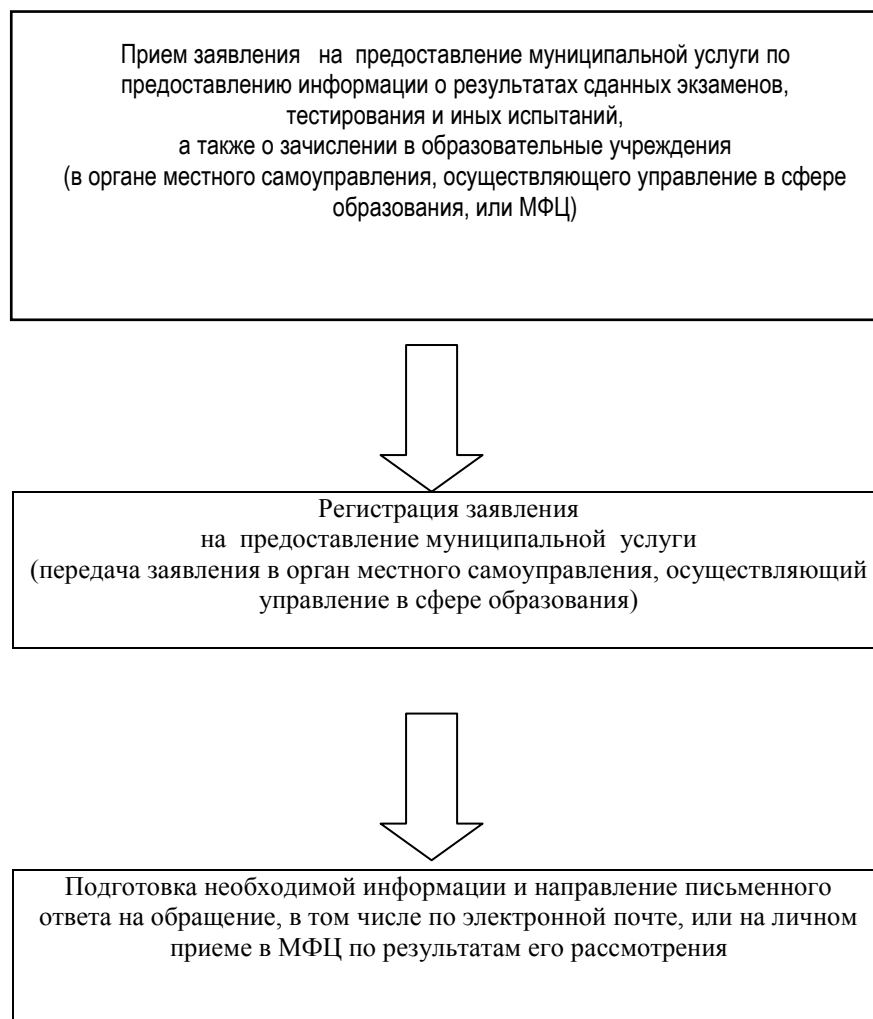 Прием заявления   на  предоставление муниципальной услуги по
предоставлению информации о результатах сданных экзаменов,
тестирования и иных испытаний,
а также о зачислении в образовательные учреждения
(в органе местного самоуправления, осуществляющего управление в сфере
образования, или МФЦ)
Регистрация заявления
на  предоставление муниципальной  услуги
(передача заявления в орган местного самоуправления, осуществляющий
управление в сфере образования)
Подготовка необходимой информации и направление письменного
ответа на обращение, в том числе по электронной почте, или на личном
приеме в МФЦ по результатам его рассмотрения